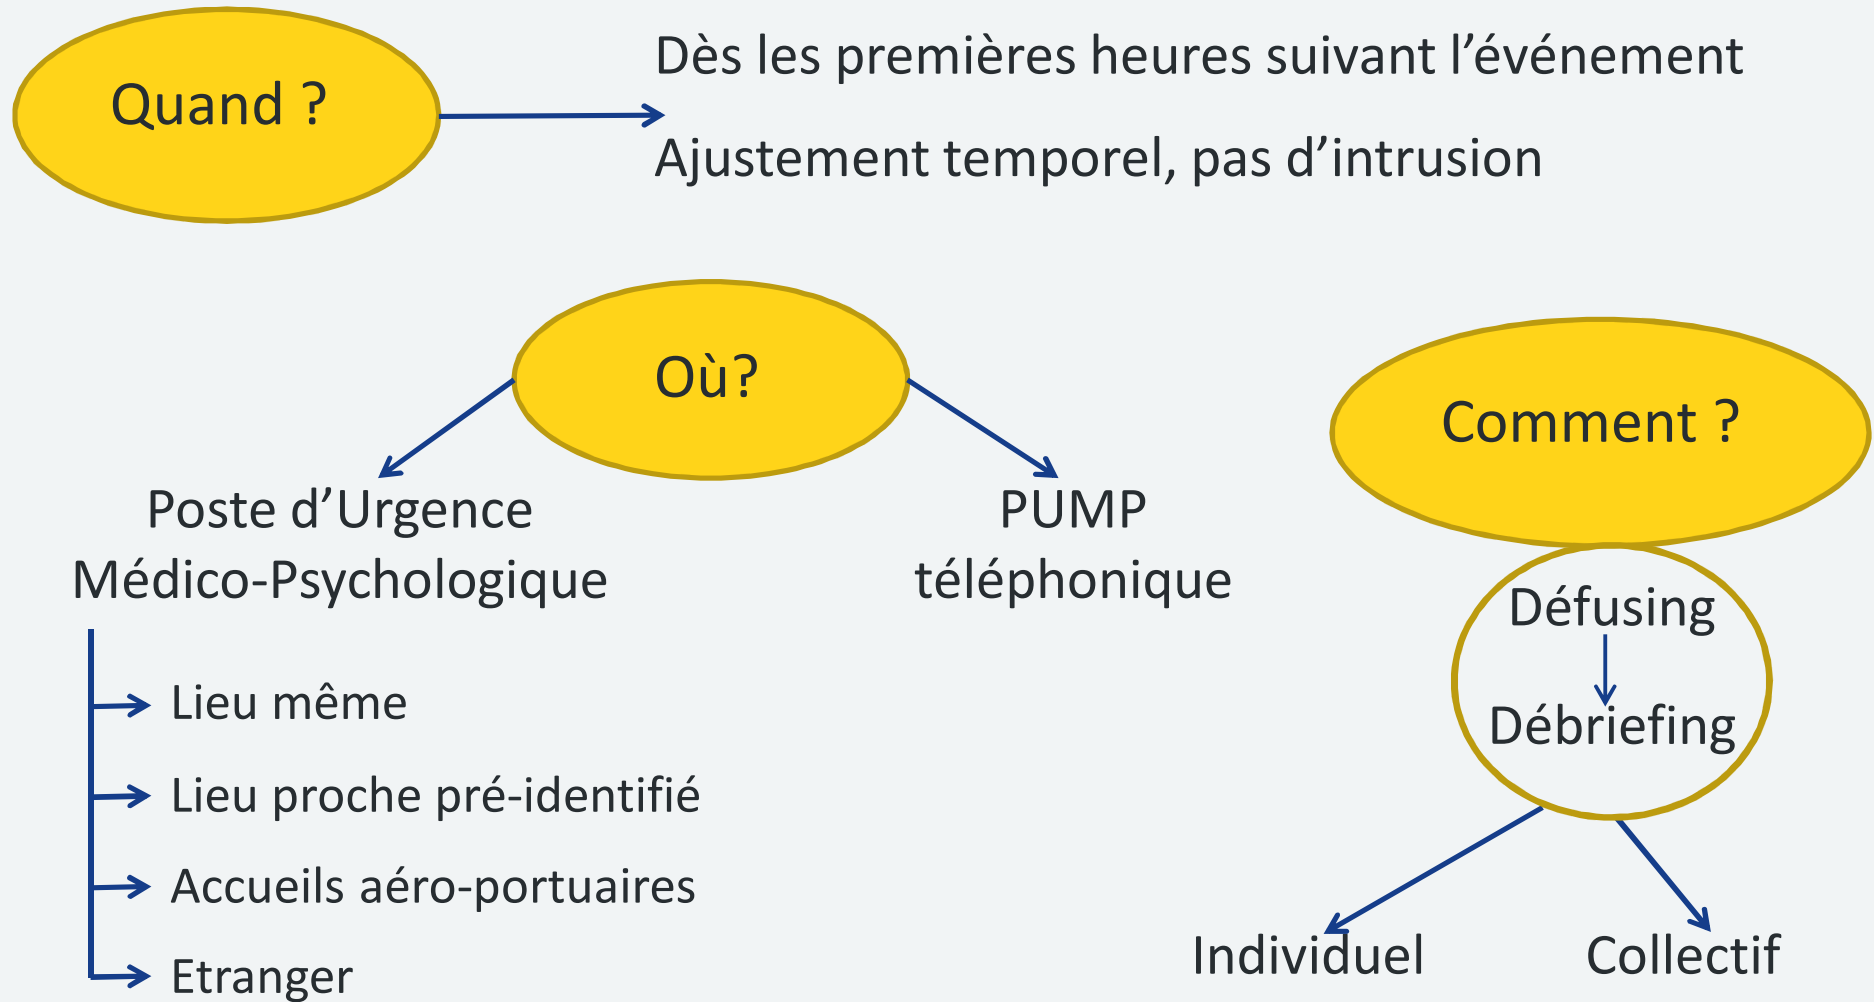 Quand ?
Dès les premières heures suivant l’événement
Ajustement temporel, pas d’intrusion
Où?
Poste d’Urgence
Médico-Psychologique
Lieu même
Lieu proche pré-identifié
Accueils aéro-portuaires
Etranger
PUMP
téléphonique
Comment ?
Défusing
Débriefing
Individuel
Collectif